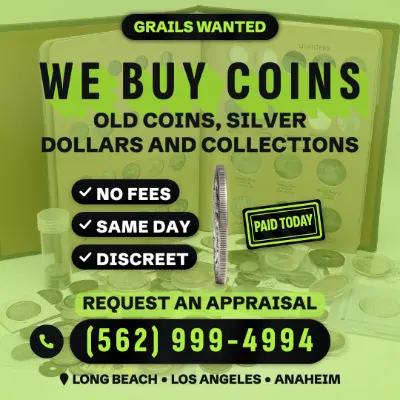 GRAILS WANTED
WE BUY COINS
OLD COINS, SILVER
DOLLARS AND COLLECTIONS
NO FEES
SAME DAY
DISCREET
PAID TODAY
REQUEST AN APPRAISAL
(562) 999-4994
LONG BEACH • LOS ANGELES • ANAHEIM